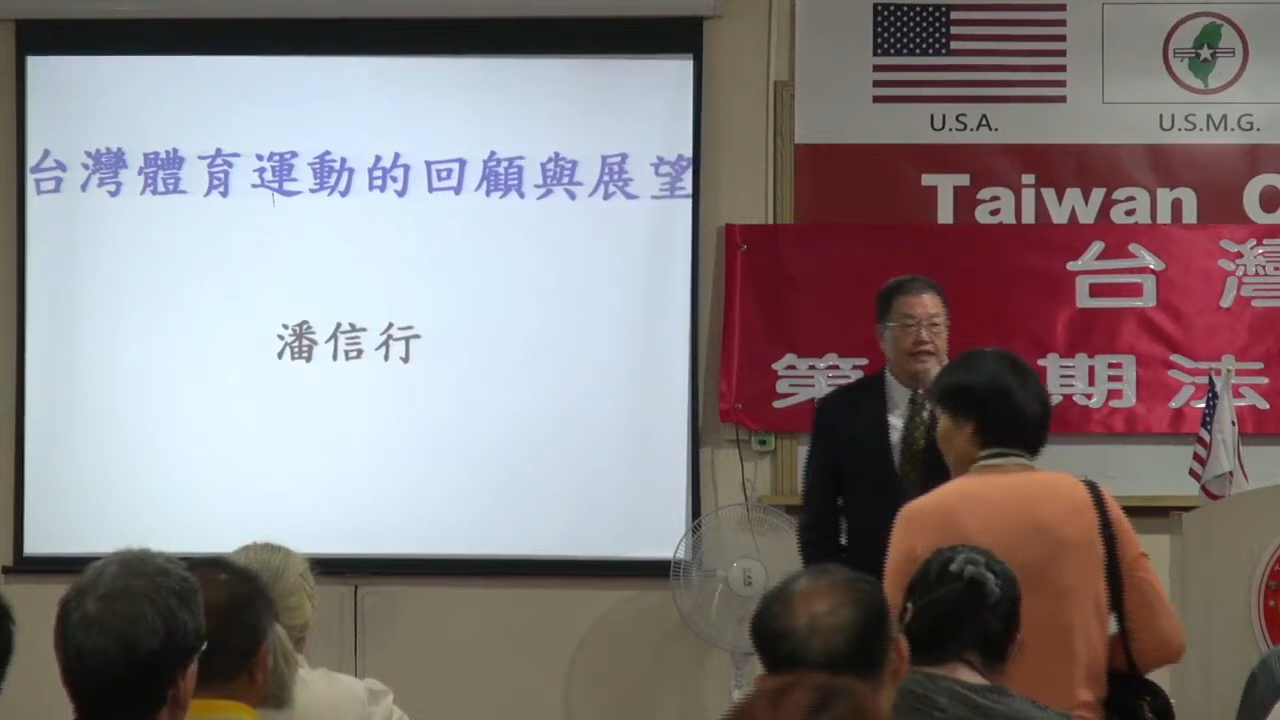 台灣體育運動的回顧與展望
潘信行
U.S.A.
U.S.M.G.
Taiwan C
台灣
第 期法